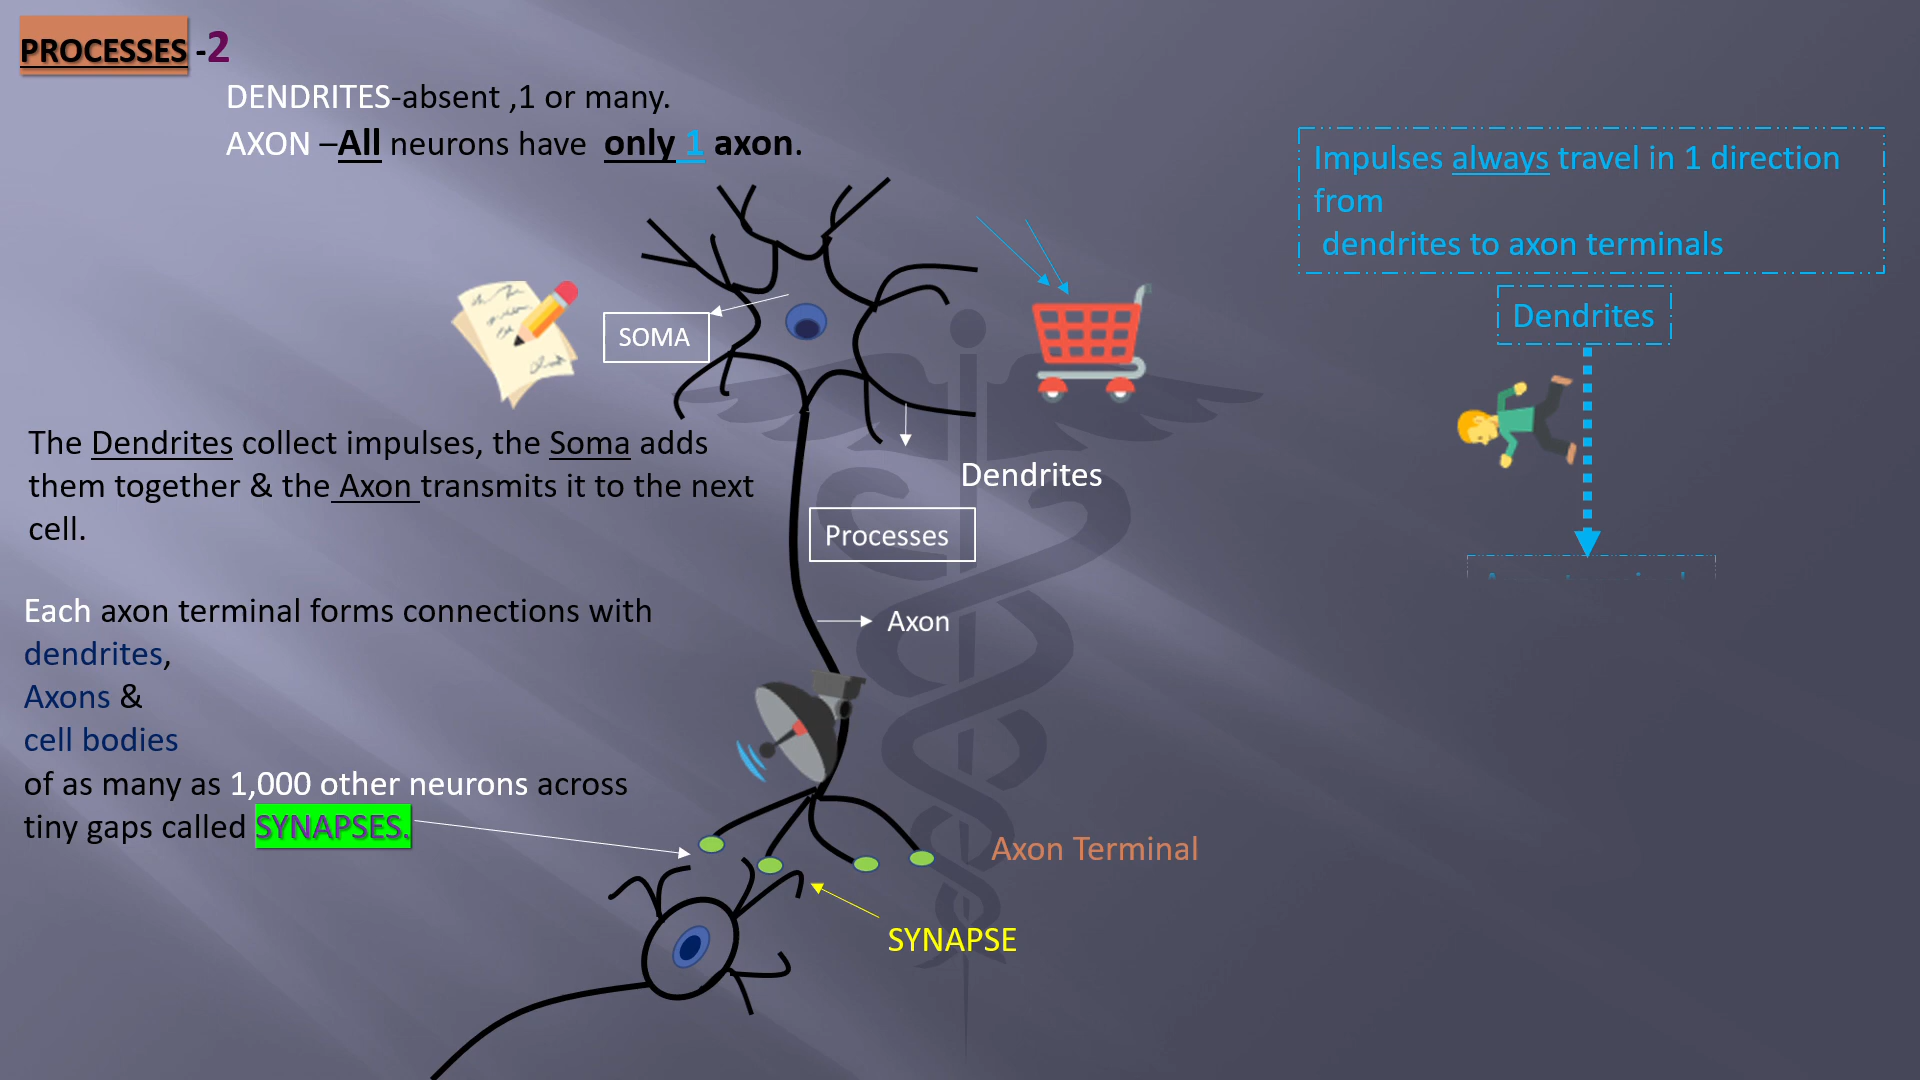 PROCESSES -2
DENDRITES-absent ,1 or many.
AXON –All neurons have only 1 axon.
Impulses always travel in 1 direction
from
dendrites to axon terminals
Dendrites
SOMA
The Dendrites collect impulses, the Soma adds
them together & the Axon transmits it to the next
cell.
Dendrites
Processes
Axon
Each axon terminal forms connections with
dendrites,
Axons &
cell bodies
of as many as 1,000 other neurons across
tiny gaps called SYNAPSES.
Axon Terminal
SYNAPSE